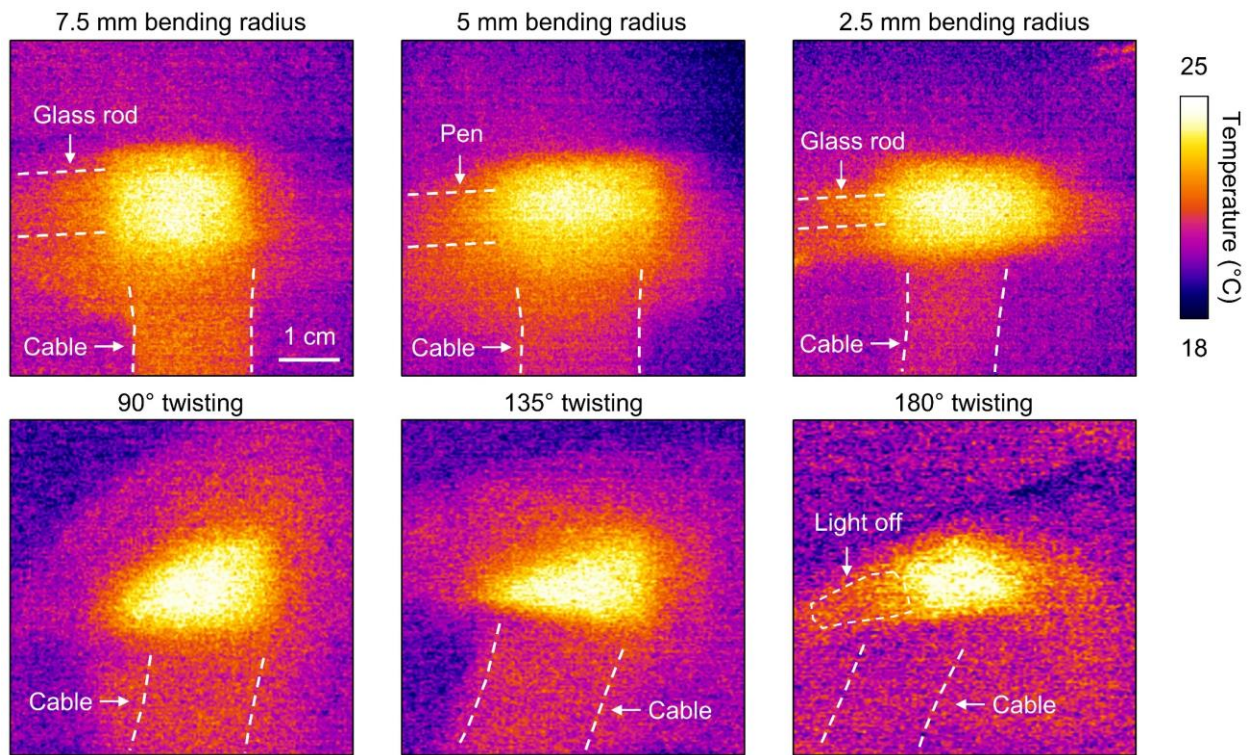 7.5 mm bending radius
5 mm bending radius
2.5 mm bending radius
Glass rod
Pen
Glass rod
25
Temperature (°C)
18
Cable
1 cm
Cable
Cable
90° twisting
135° twisting
180° twisting
Light off
Cable
Cable
Cable